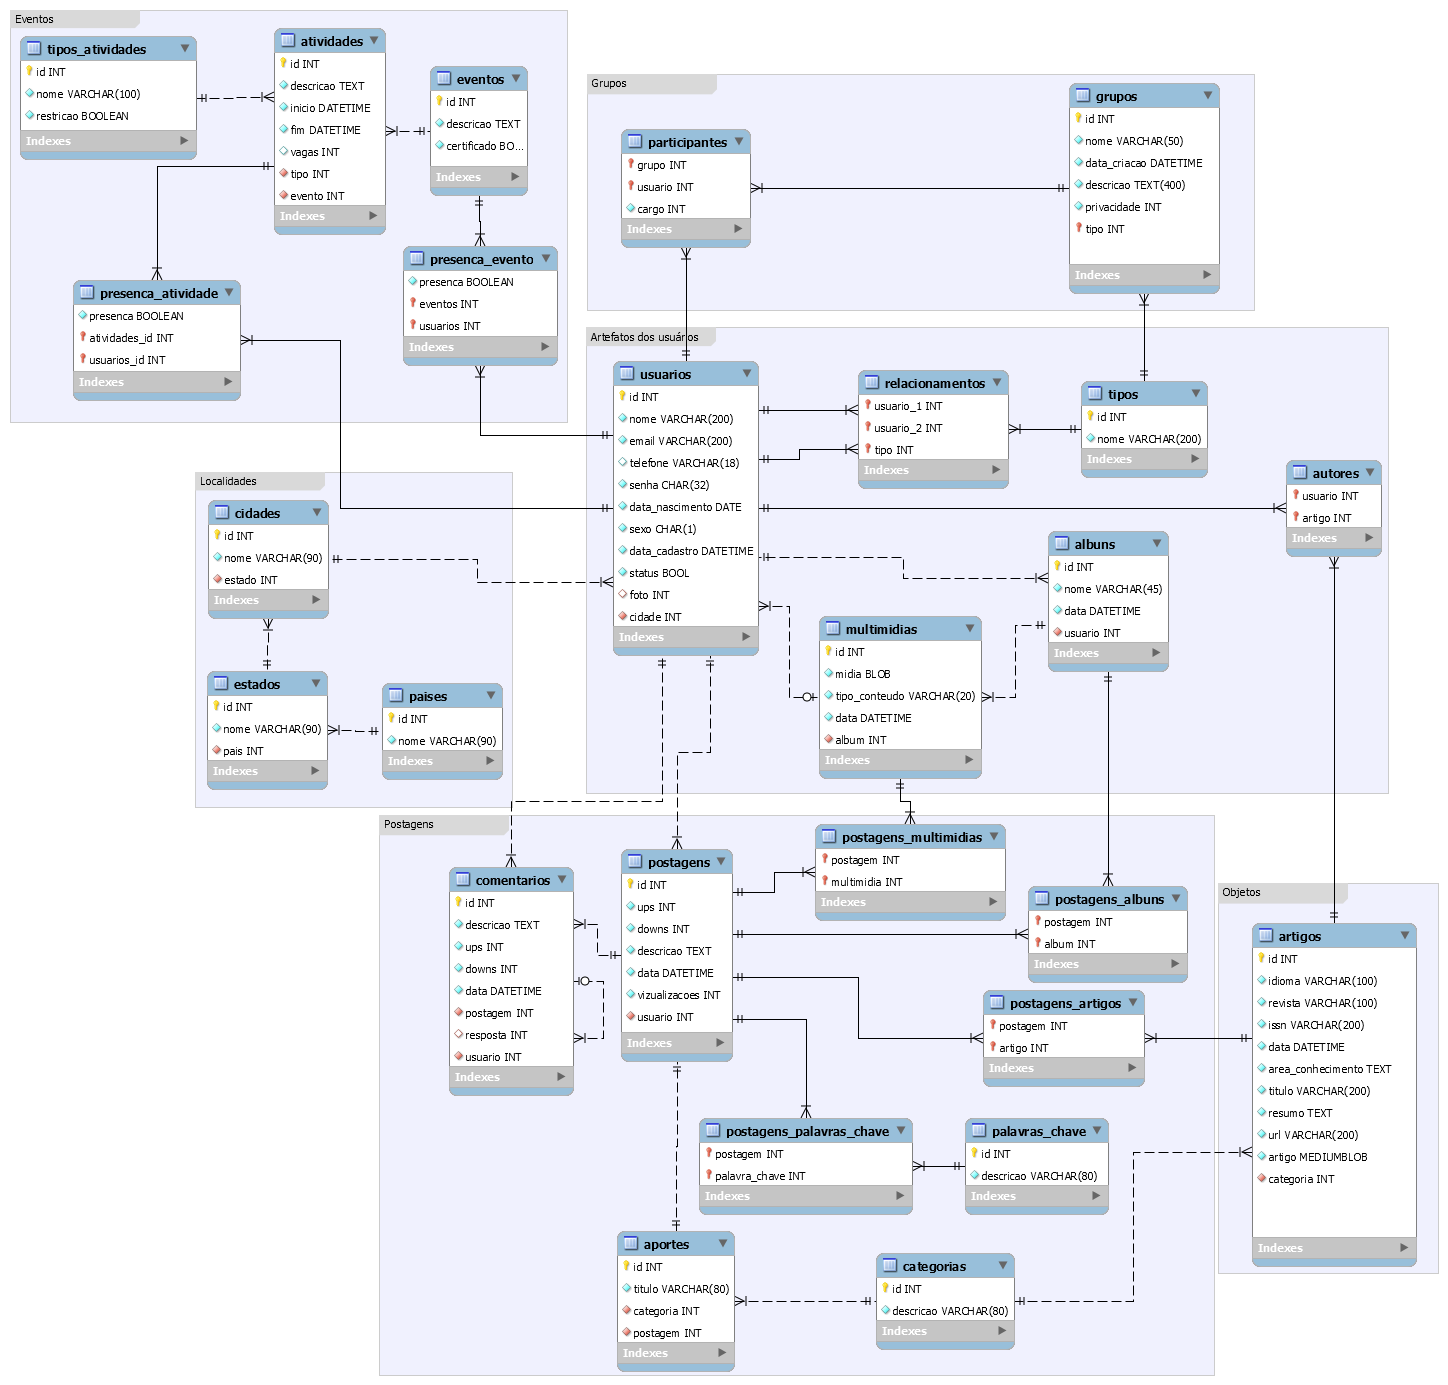 Eventos
tipos_atividades
id INT
nome VARCHAR(100)
restricao BOOLEAN
Indexes
atividades
id INT
descricao TEXT
inicio DATETIME
fim DATETIME
vagas INT
tipo INT
evento INT
Indexes
eventos
id INT
descricao TEXT
certificado BO...
Indexes
presenca_evento
presenca BOOLEAN
eventos INT
usuarios INT
Indexes
presenca_atividade
presenca BOOLEAN
atividades_id INT
usuarios_id INT
Indexes
Grupos
participantes
grupo INT
usuario INT
cargo INT
Indexes
grupos
id INT
nome VARCHAR(50)
data_criacao DATETIME
descricao TEXT(400)
privacidade INT
tipo INT
Indexes
Artefatos dos usuários
usuarios
id INT
nome VARCHAR(200)
email VARCHAR(200)
telefone VARCHAR(18)
senha CHAR(32)
data_nascimento DATE
sexo CHAR(1)
data_cadastro DATETIME
status BOOL
foto INT
cidade INT
Indexes
relacionamentos
usuario_1 INT
usuario_2 INT
tipo INT
Indexes
tipos
id INT
nome VARCHAR(200)
Indexes
autores
usuario INT
artigo INT
Indexes
albuns
id INT
nome VARCHAR(45)
data DATETIME
usuario INT
Indexes
multimidias
id INT
midia BLOB
tipo_conteudo VARCHAR(20)
data DATETIME
album INT
Indexes
Localidades
cidades
id INT
nome VARCHAR(90)
estado INT
Indexes
estados
id INT
nome VARCHAR(90)
pais INT
Indexes
paises
id INT
nome VARCHAR(90)
Indexes
Postagens
comentarios
id INT
descricao TEXT
ups INT
downs INT
data DATETIME
postagem INT
resposta INT
usuario INT
Indexes
postagens
id INT
ups INT
downs INT
descricao TEXT
data DATETIME
vizualizacoes INT
usuario INT
Indexes
postagens_multimidias
postagem INT
multimidia INT
Indexes
postagens_albuns
postagem INT
album INT
Indexes
postagens_artigos
postagem INT
artigo INT
Indexes
postagens_palavras_chave
postagem INT
palavra_chave INT
Indexes
palavras_chave
id INT
descricao VARCHAR(80)
Indexes
aportes
id INT
titulo VARCHAR(80)
categoria INT
postagem INT
Indexes
categorias
id INT
descricao VARCHAR(80)
Indexes
Objetos
artigos
id INT
idioma VARCHAR(100)
revista VARCHAR(100)
issn VARCHAR(200)
data DATETIME
area_conhecimento TEXT
titulo VARCHAR(200)
resumo TEXT
url VARCHAR(200)
artigo MEDIUMBLOB
categoria INT
Indexes